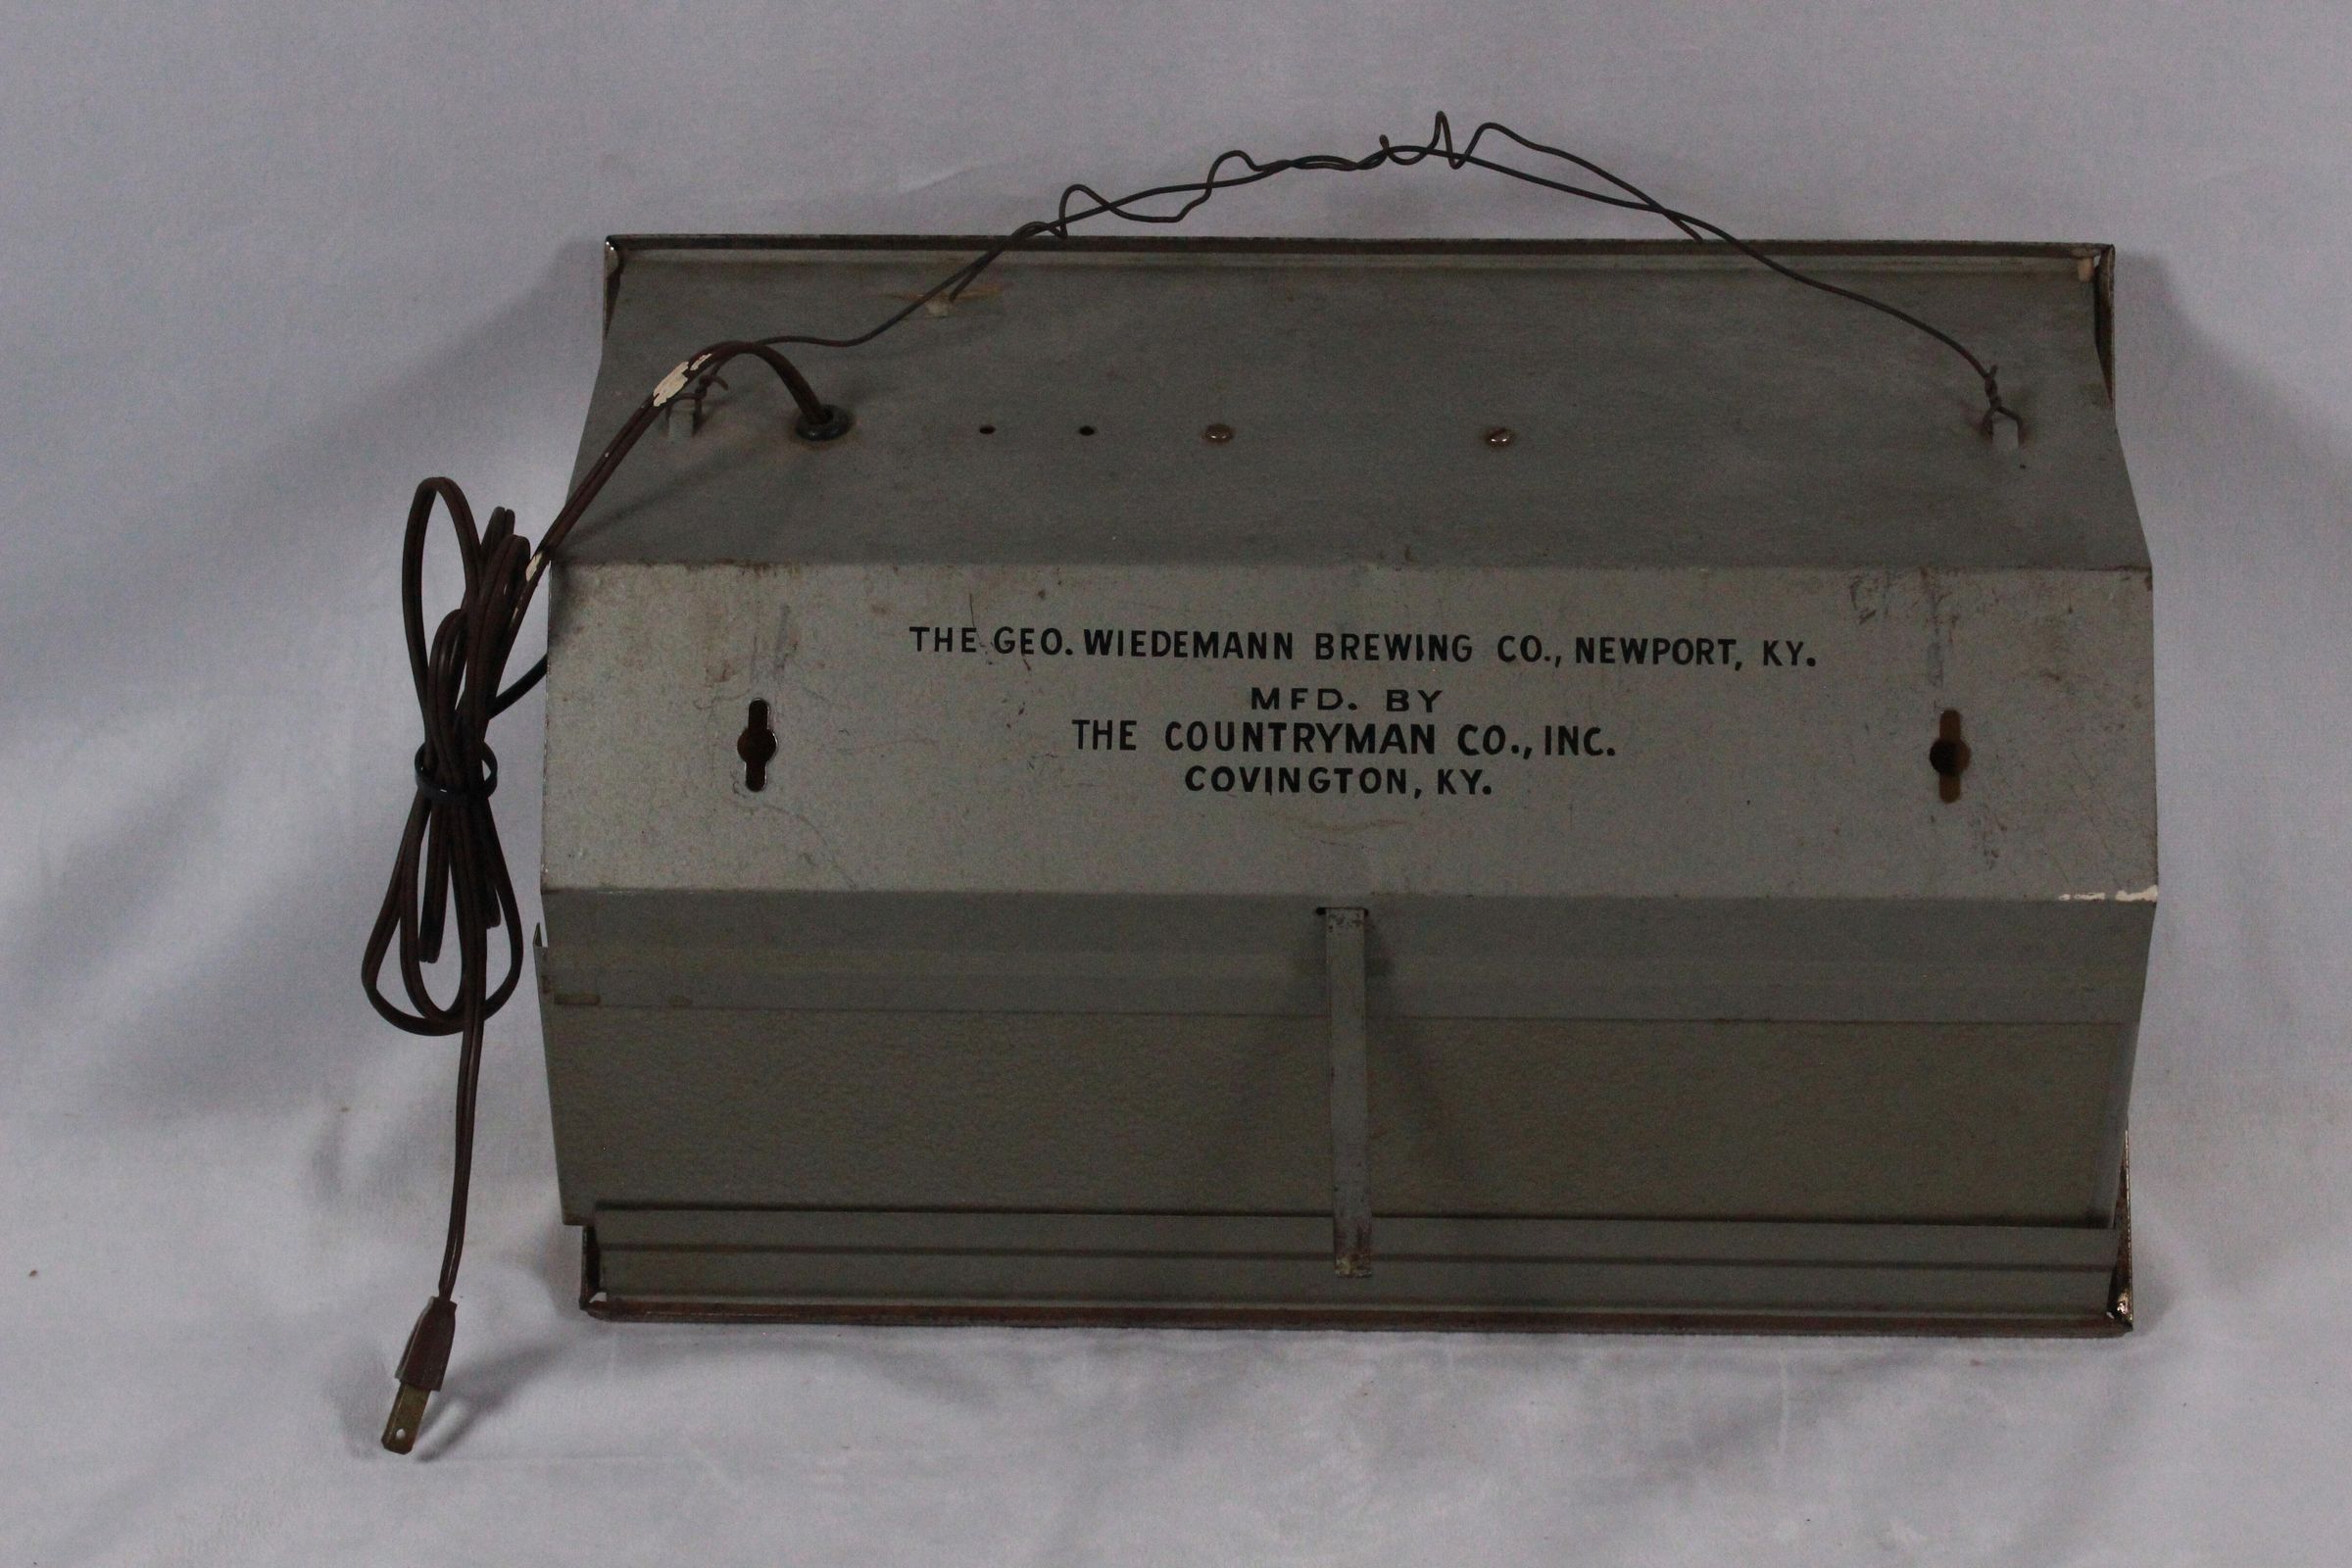 THE GEO. WIEDEMANN BREWING CO., NEWPORT, KY.
MFD. BY
THE COUNTRYMAN CO., INC.
COVINGTON, KY.